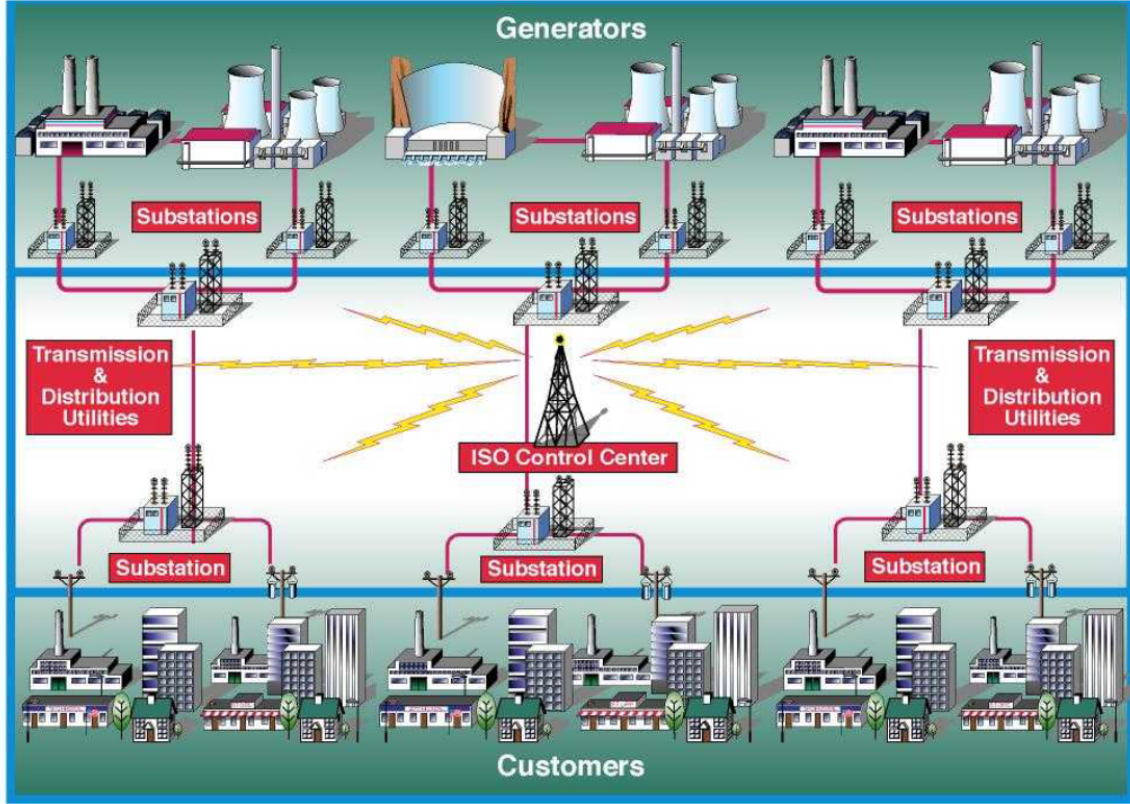 Generators
Substations
Substations
Substations
Transmission
&
Distribution
Utilities
Transmission
&
Distribution
Utilities
ISO Control Center
Substation
Substation
Substation
Customers